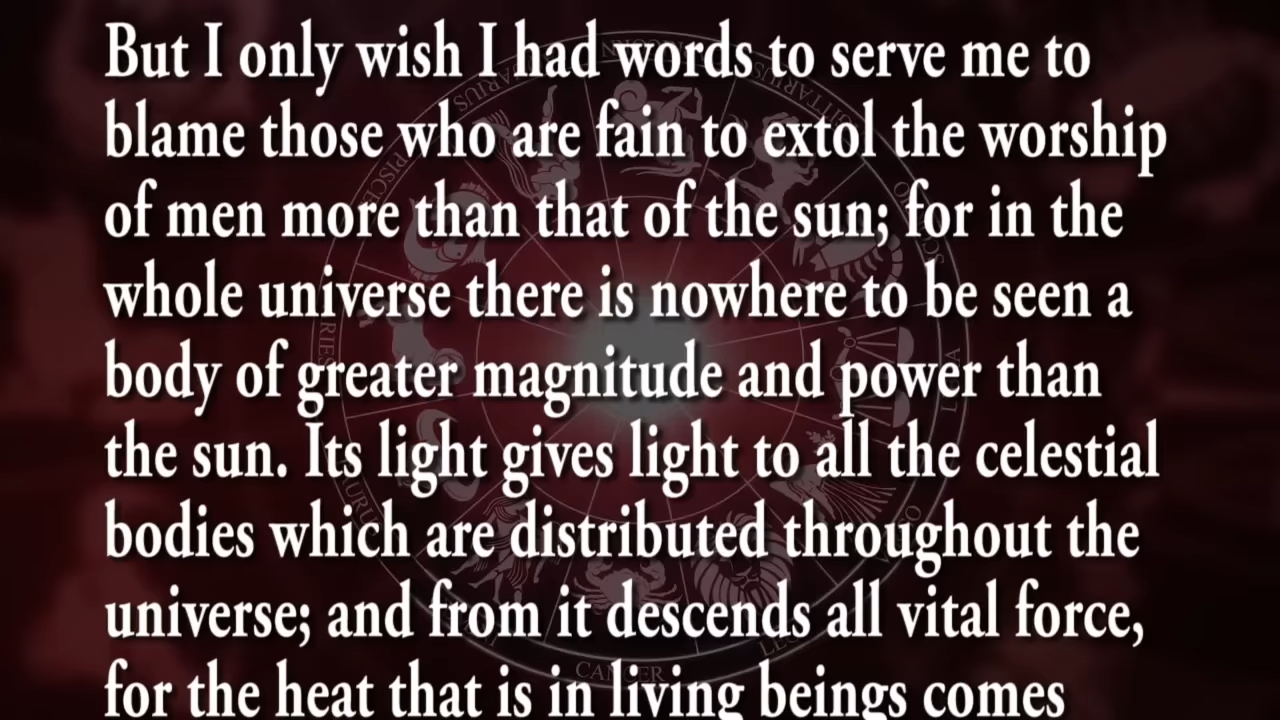 But I only wish I had words to serve me to
blame those who are fain to extol the worship
of men more than that of the sun; for in the
whole universe there is nowhere to be seen a
body of greater magnitude and power than
the sun. Its light gives light to all the celestial
bodies which are distributed throughout the
universe; and from it descends all vital force,
for the heat that is in living beings comes
CANCER